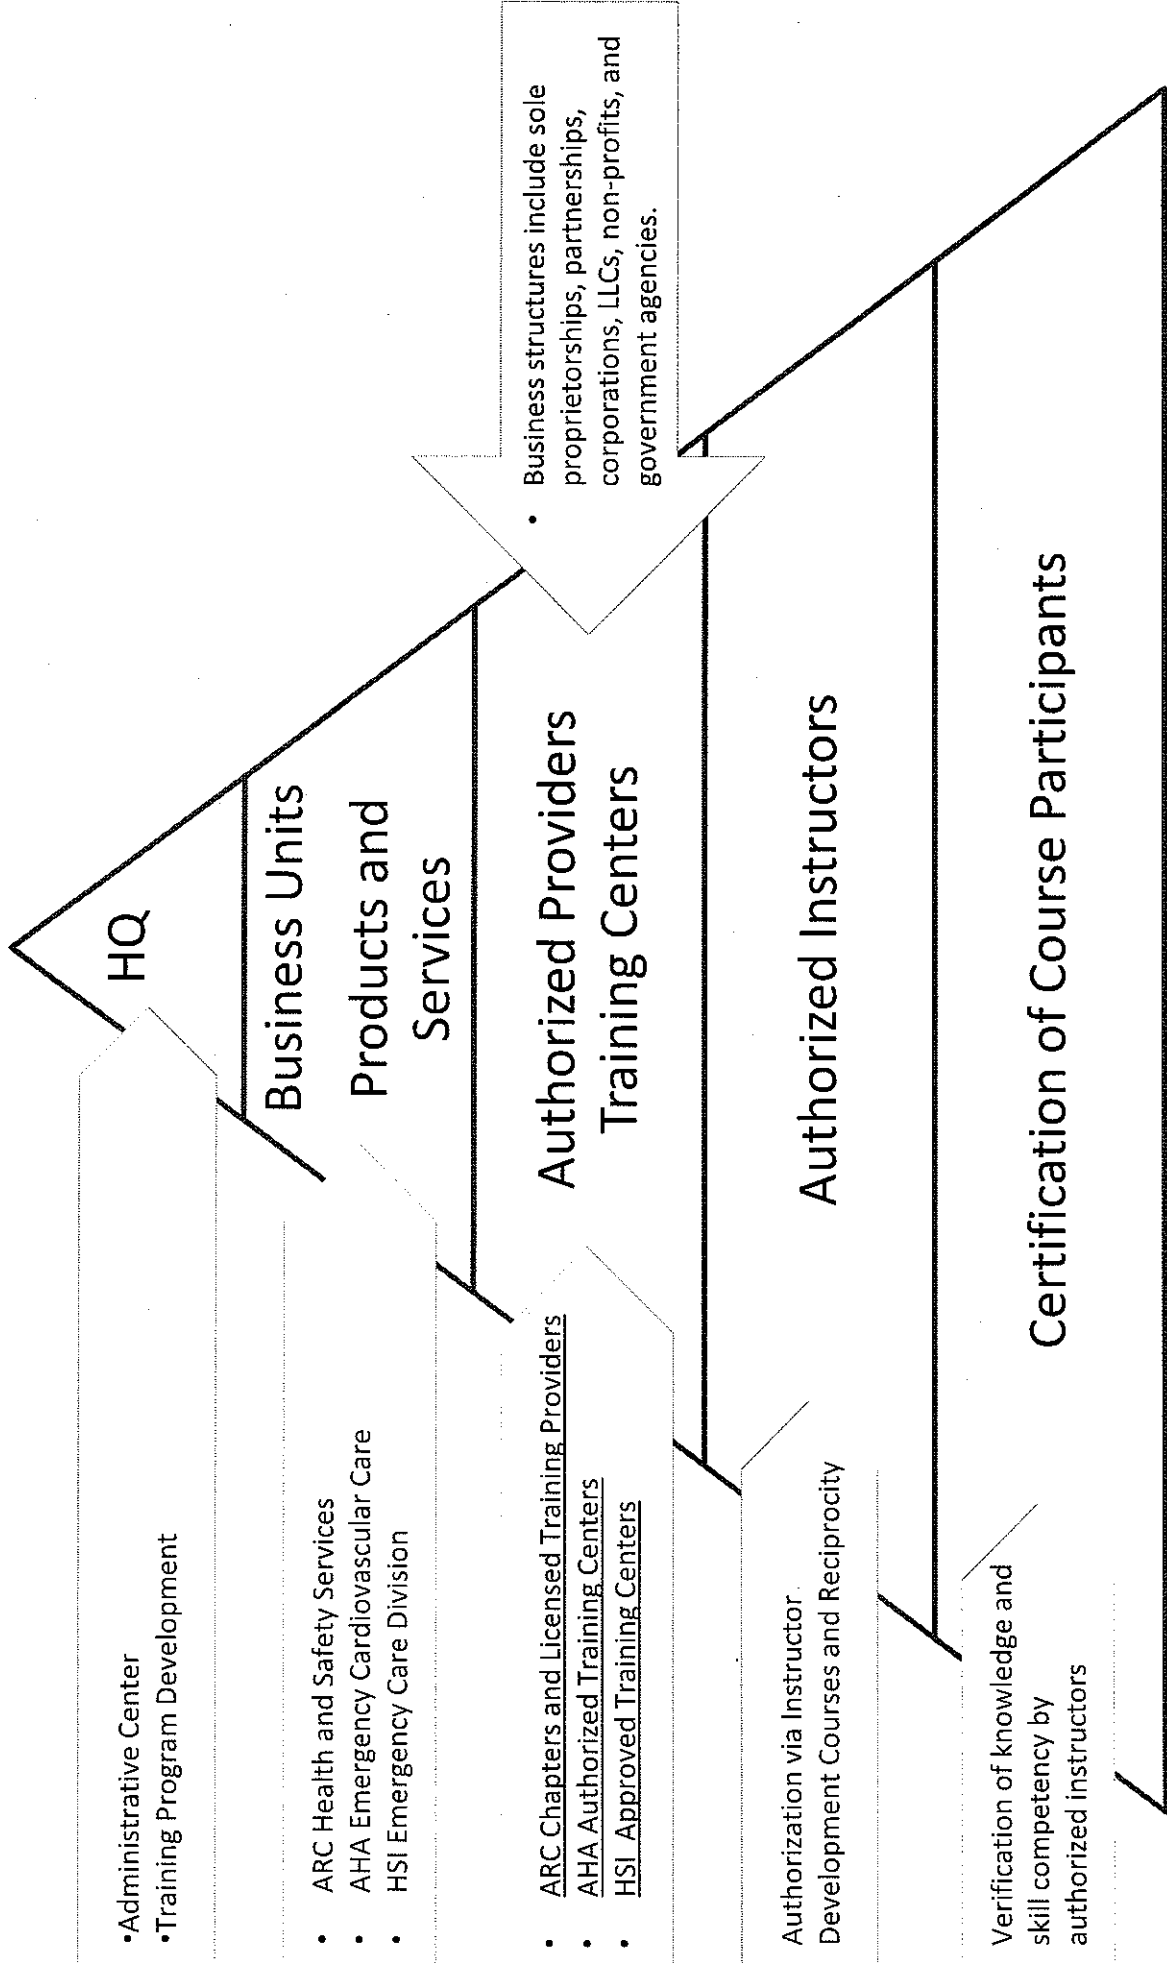 •Administrative Center
•Training Program Development
HQ
• ARC Health and Safety Services
• AHA Emergency Cardiovascular Care
• HSI Emergency Care Division
Business Units
Products and
Services
• ARC Chapters and Licensed Training Providers
• AHA Authorized Training Centers
• HSI Approved Training Centers
Authorized Providers
Training Centers
• Business structures include sole
proprietorships, partnerships,
corporations, LLCs, non-profits, and
government agencies.
Authorization via Instructor
Development Courses and Reciprocity
Authorized Instructors
Verification of knowledge and
skill competency by
authorized instructors
Certification of Course Participants